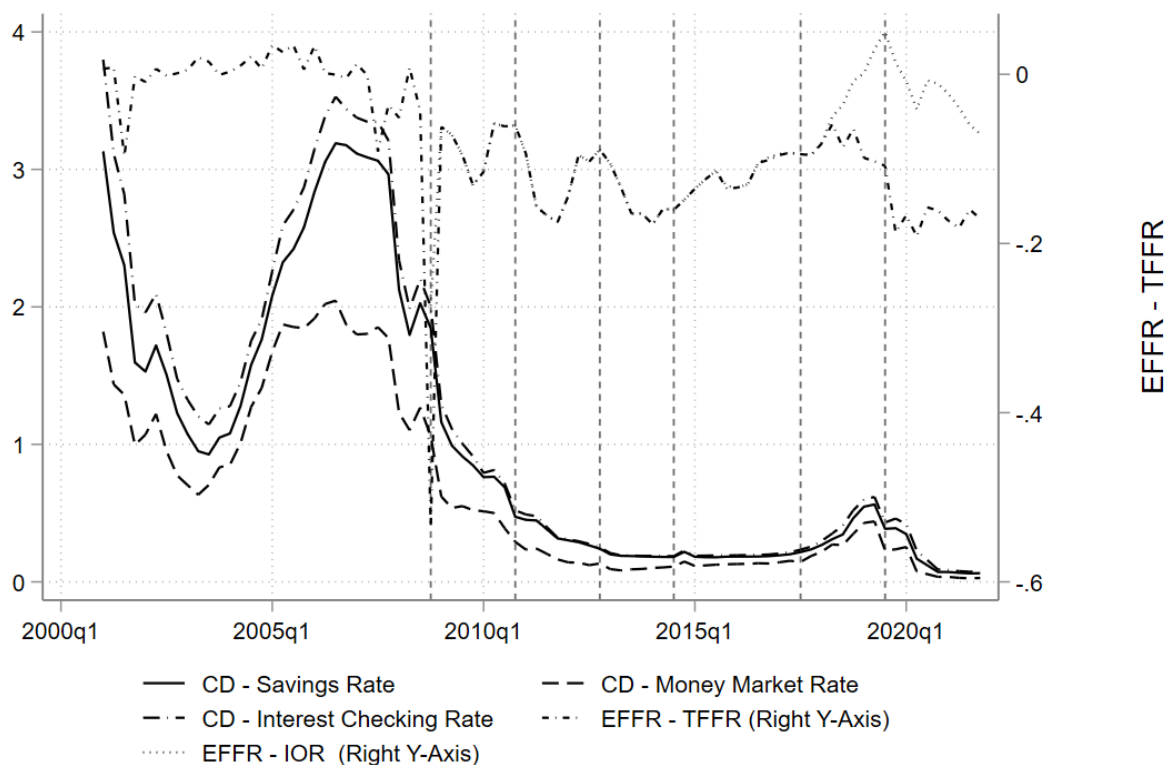 4
3
2
1
0
0
-.2
-.4
-.6
EFFR - TFFR
2000q1 2005q1 2010q1 2015q1 2020q1
CD - Savings Rate CD - Money Market Rate
CD - Interest Checking Rate EFFR - TFFR (Right Y-Axis)
EFFR - IOR (Right Y-Axis)